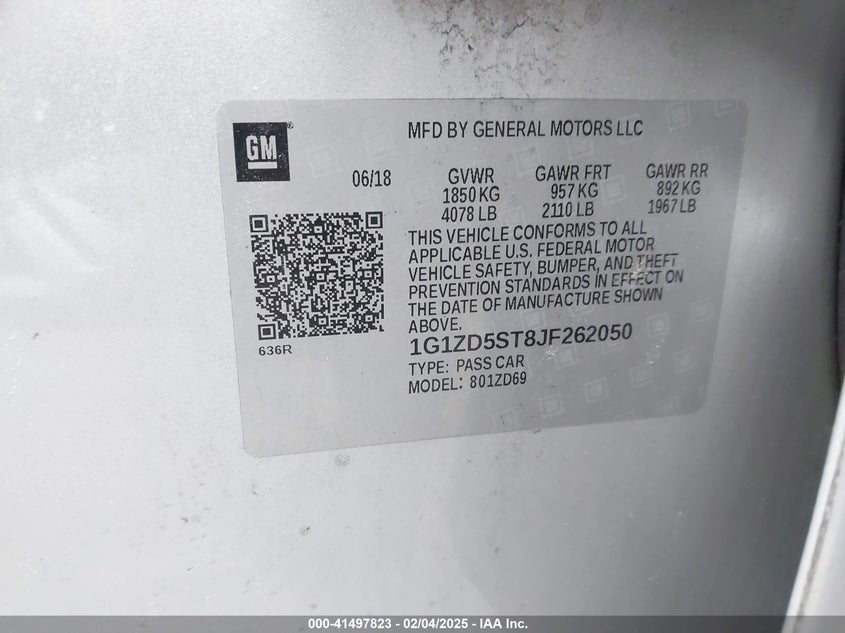 MFD BY GENERAL MOTORS LLC
GM
06/18 GVWR GAWR FRT GAWR RR
1850 KG 957 KG 892 KG
4078 LB 2110 LB 1967 LB
THIS VEHICLE CONFORMS TO ALL
APPLICABLE U.S. FEDERAL MOTOR
VEHICLE SAFETY, BUMPER, AND THEFT
PREVENTION STANDARDS IN EFFECT ON
THE DATE OF MANUFACTURE SHOWN
ABOVE.
636R
1G1ZD5ST8JF262050
TYPE: PASS CAR
MODEL: 801ZD69
000-41497823 - 02/04/2025 - IAA Inc.